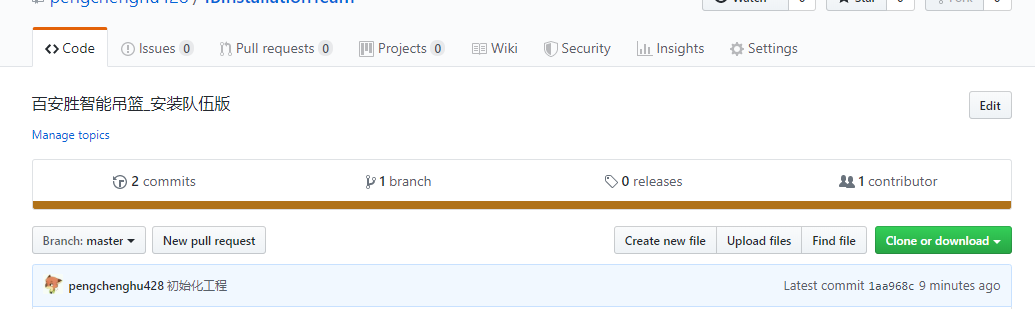 Code Issues 0 Pull requests 0 Projects 0 Wiki Security Insights Settings
百安胜智能吊篮_安装队伍版 Edit
Manage topics
2 commits 1 branch 0 releases 1 contributor
Branch: master New pull request Create new file Upload files Find file Clone or download
pengchenghu428 初始化工程 Latest commit 1aa968c 9 minutes ago